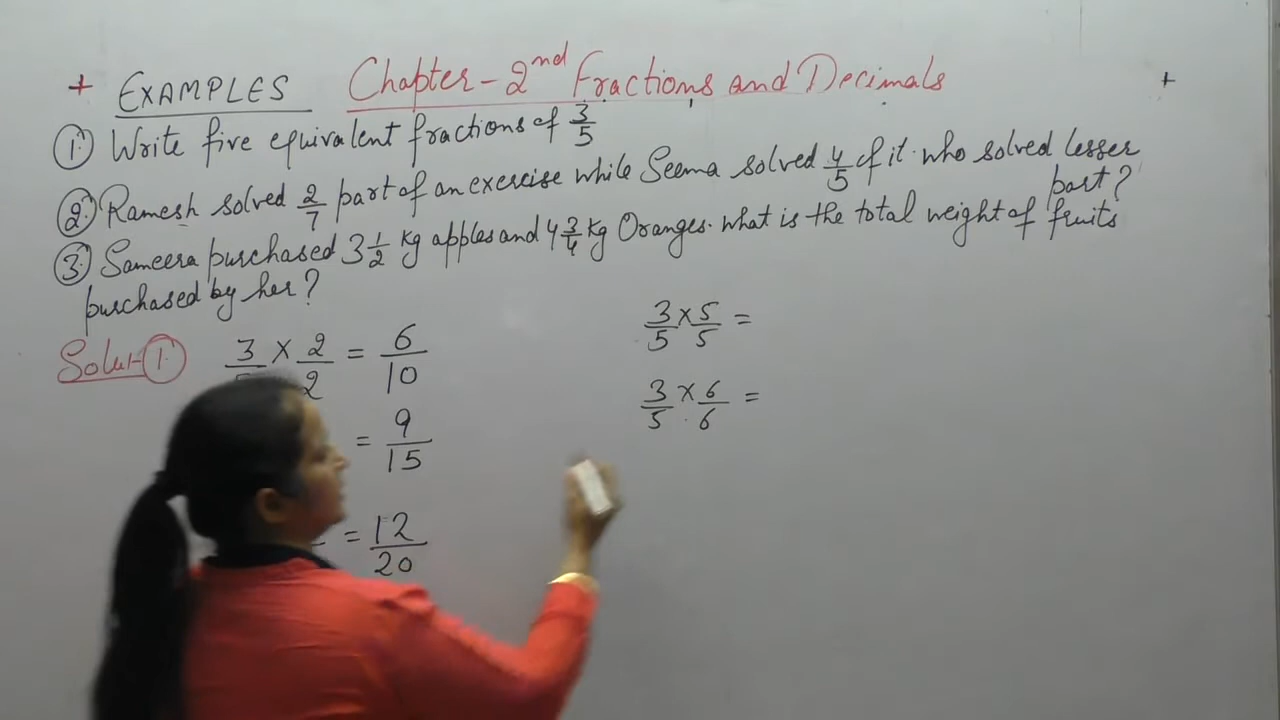 + EXAMPLES Chapter - 2nd Fractions and Decimals +
① Write five equivalent fractions of 3/5
② Ramesh solved 2/7 part of an exercise while Seema solved 4/5 of it. who solved lesser part?
③ Sameera purchased 3 1/2 kg apples and 4 3/4 kg Oranges. what is the total weight of fruits
purchased by her?
Solut-① 3 × 2/2 = 6/10
= 9/15
= 12/20
3/5 × 5/5 =
3/5 × 6/6 =